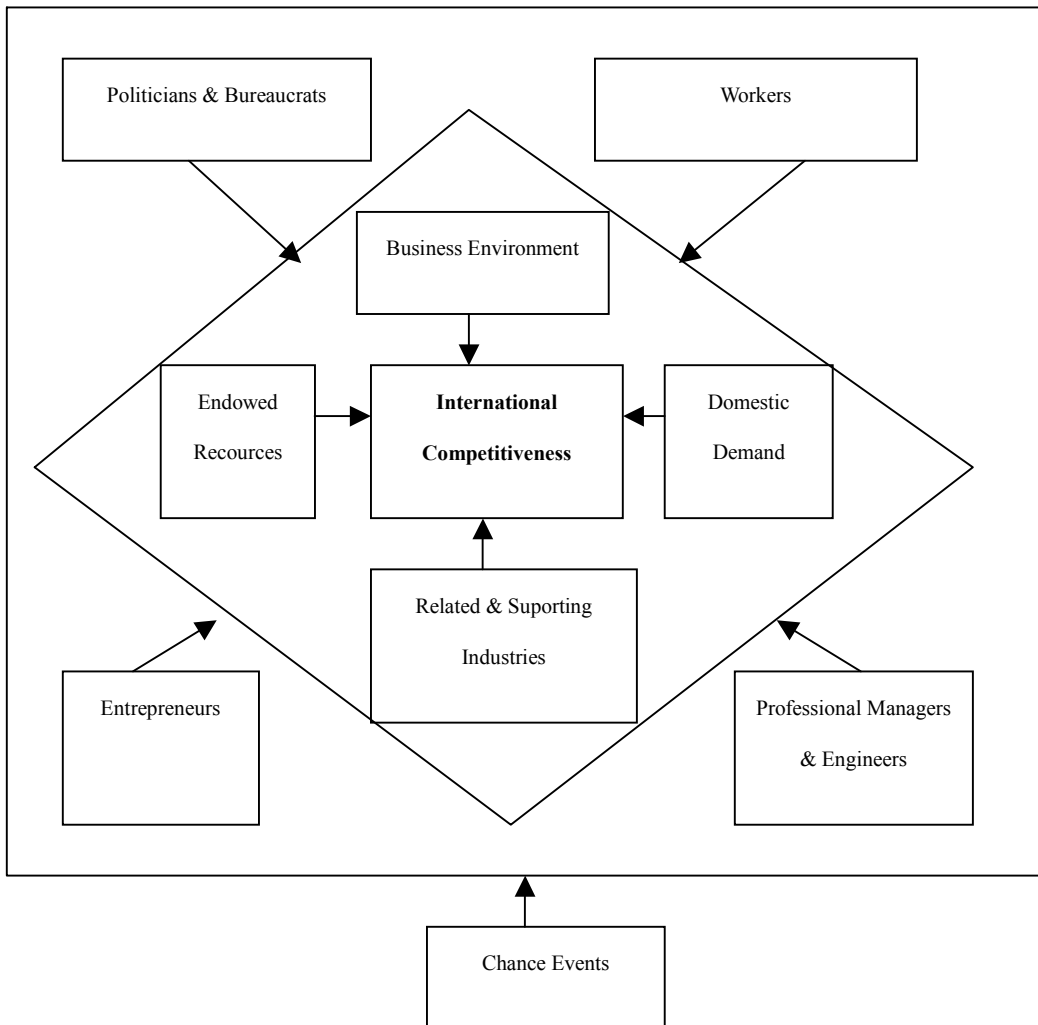 Politicians & Bureaucrats
Workers
Business Environment
Endowed
Recources
International
Competitiveness
Domestic
Demand
Related & Suporting
Industries
Entrepreneurs
Professional Managers
& Engineers
Chance Events